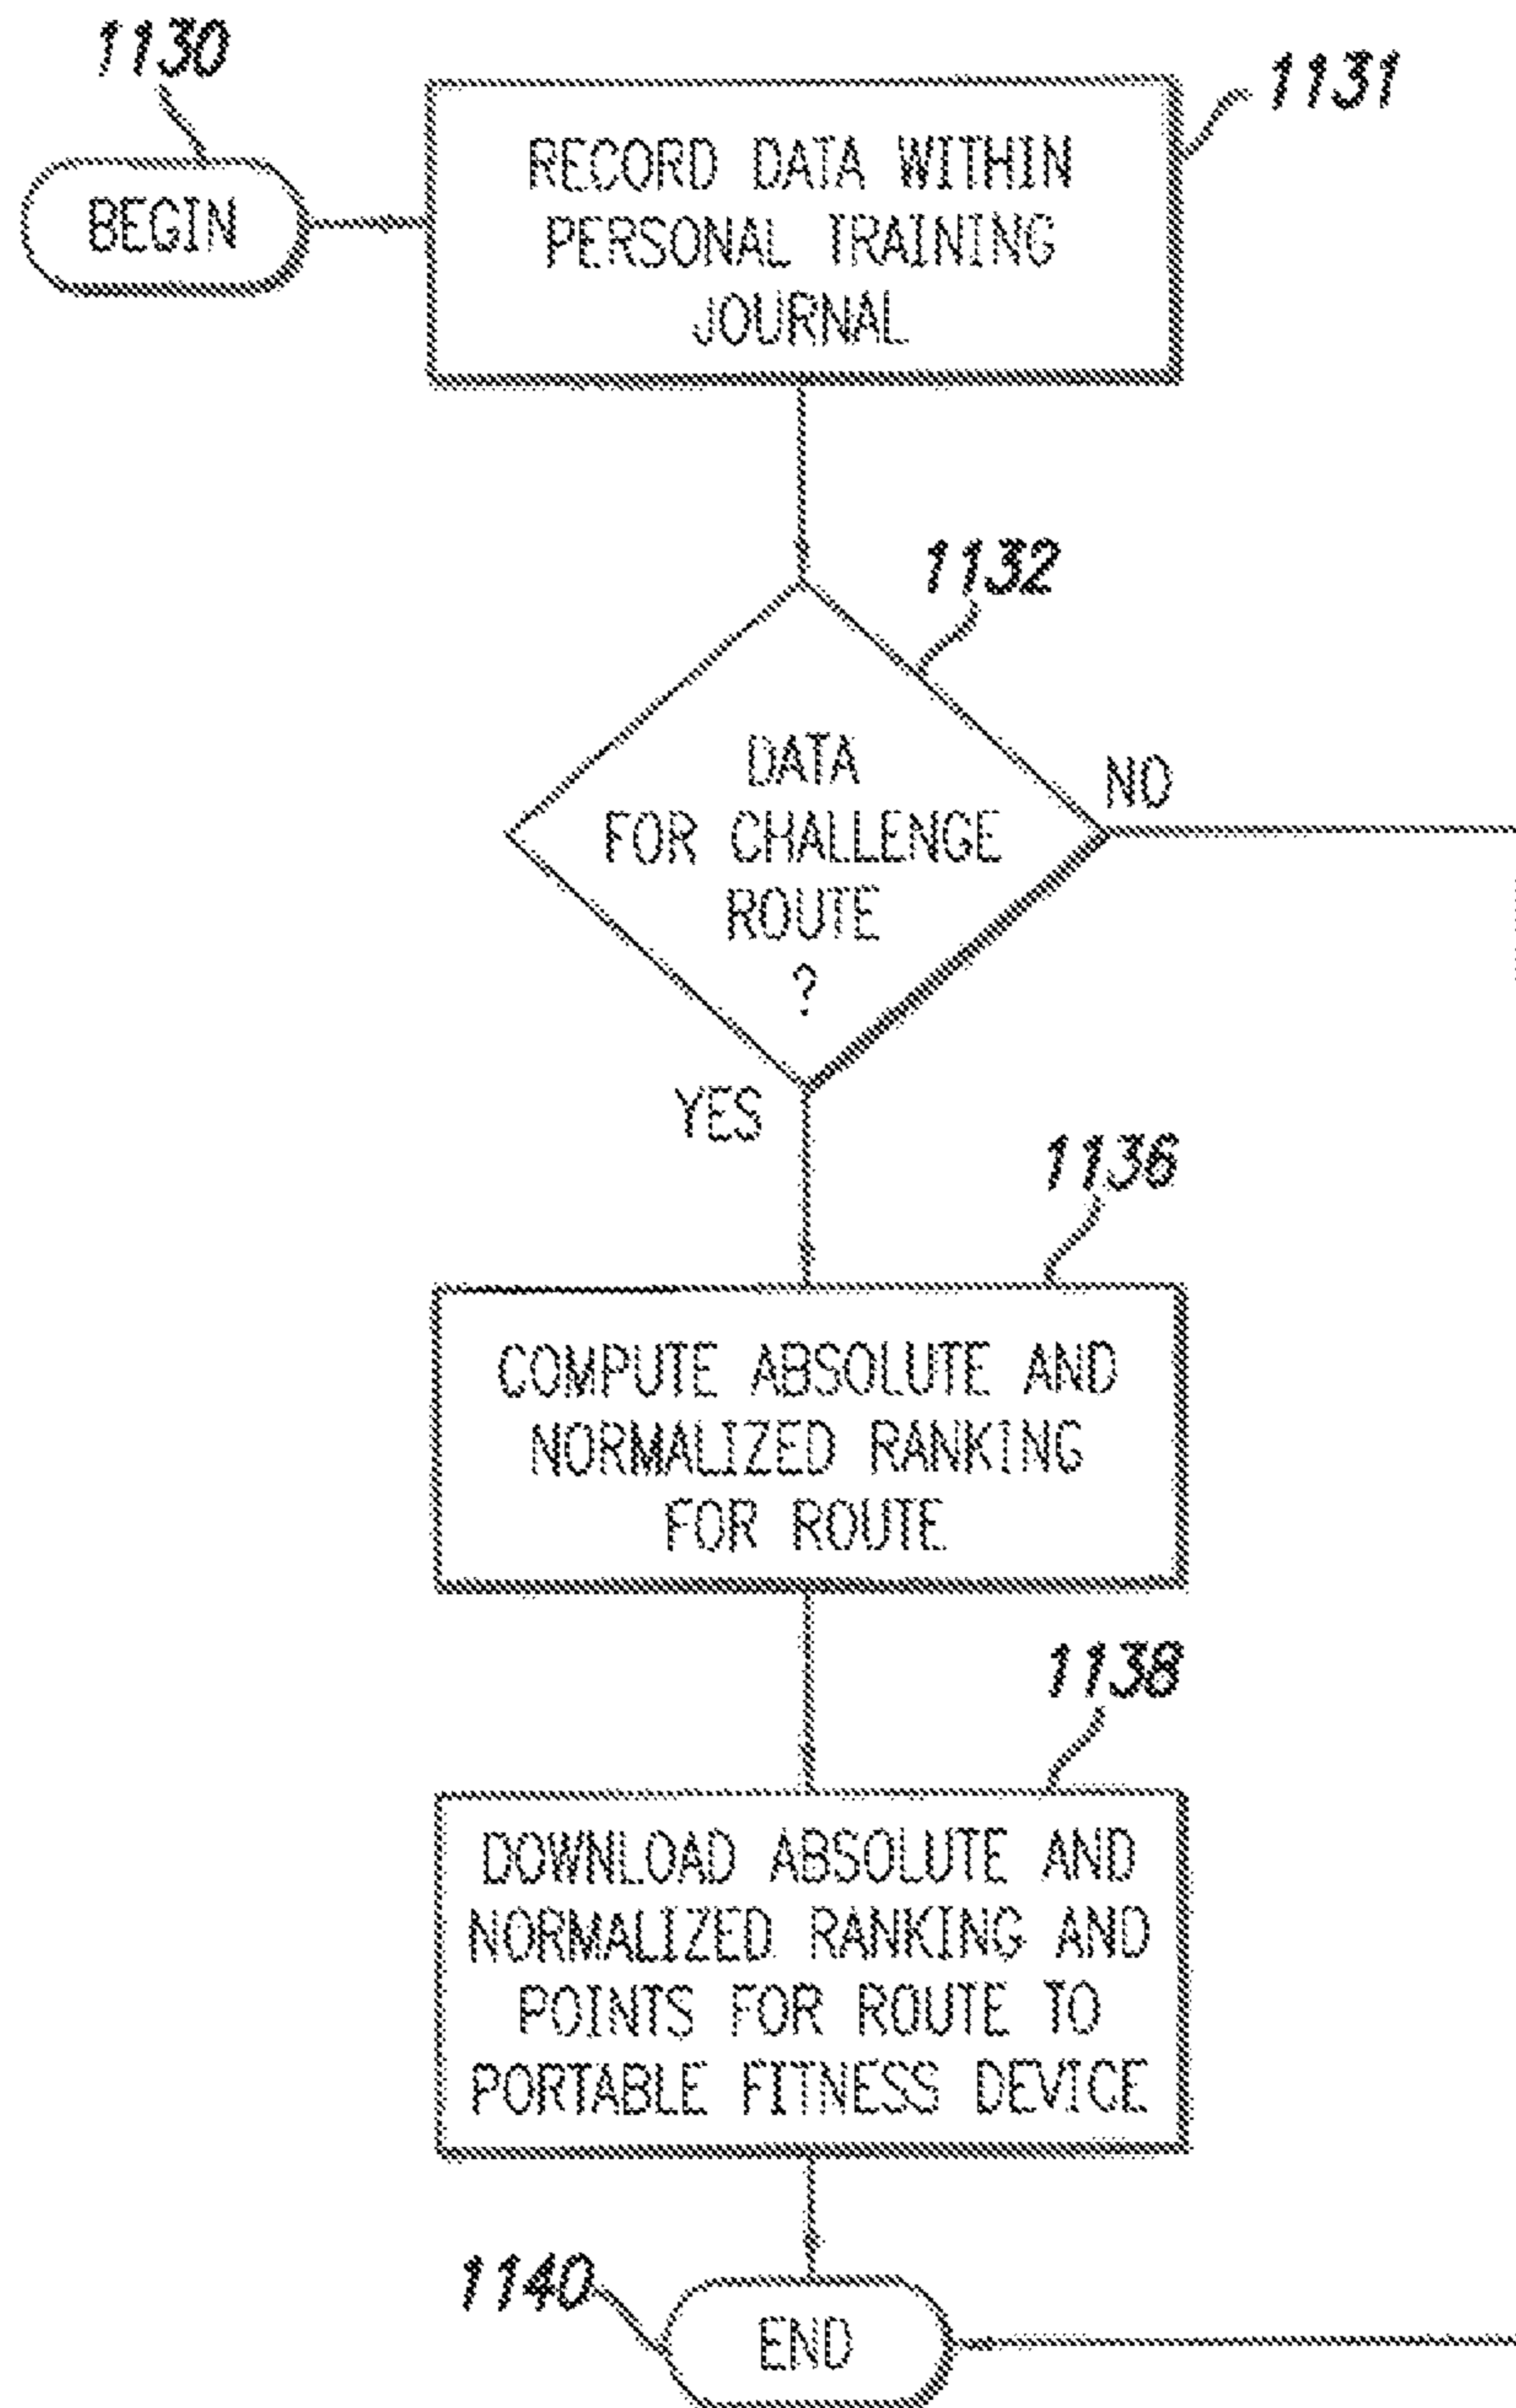 1130
BEGIN
1131
RECORD DATA WITHIN
PERSONAL TRAINING
JOURNAL
1132
DATA
FOR CHALLENGE
ROUTE
?
NO
YES
1136
COMPUTE ABSOLUTE AND
NORMALIZED RANKING
FOR ROUTE
1138
DOWNLOAD ABSOLUTE AND
NORMALIZED RANKING AND
POINTS FOR ROUTE TO
PORTABLE FITNESS DEVICE
1140
END